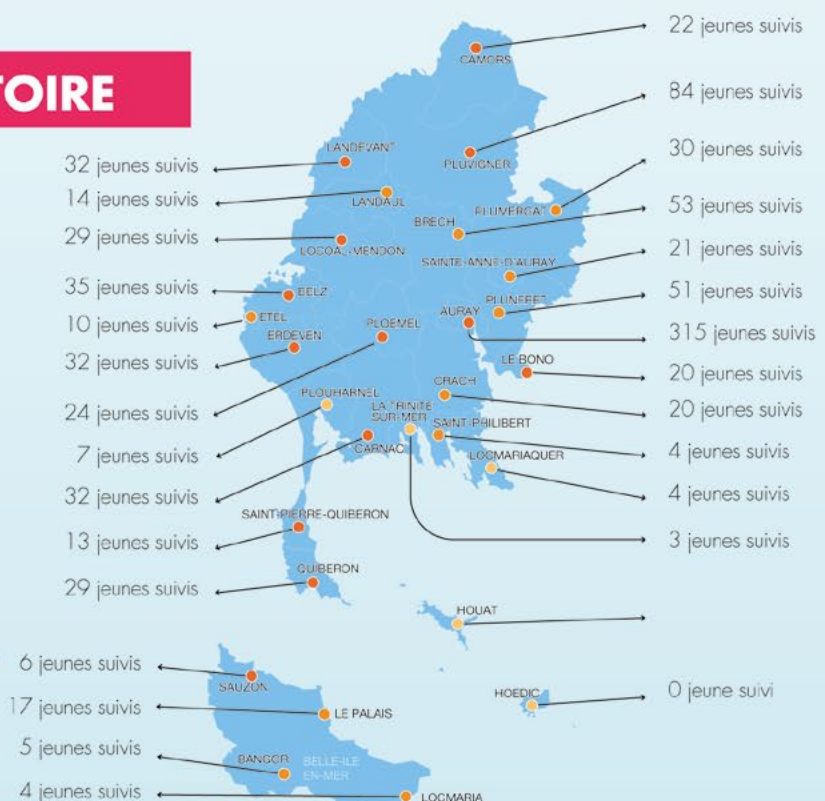 TOIRE
22 jeunes suivis
CAMORS
84 jeunes suivis
PLUVIGNER
30 jeunes suivis
PLUMERGAT
53 jeunes suivis
BRECH
21 jeunes suivis
SAINTE-ANNE-D'AURAY
51 jeunes suivis
PLUNERET
315 jeunes suivis
AURAY
20 jeunes suivis
LE BONO
20 jeunes suivis
CRACH
4 jeunes suivis
SAINT-PHILIBERT
4 jeunes suivis
LOCMARIAQUER
3 jeunes suivis
LA TRINITÉ
SUR-MER
HOUAT
0 jeune suivi
HOEDIC
32 jeunes suivis
LANDEVANT
14 jeunes suivis
LANDAUL
29 jeunes suivis
LOCOAL-MENDON
35 jeunes suivis
BELZ
10 jeunes suivis
ETEL
32 jeunes suivis
ERDEVEN
24 jeunes suivis
PLOEMEL
7 jeunes suivis
PLOUHARNEL
32 jeunes suivis
CARNAC
13 jeunes suivis
SAINT-PIERRE-QUIBERON
29 jeunes suivis
QUIBERON
6 jeunes suivis
SAUZON
17 jeunes suivis
LE PALAIS
5 jeunes suivis
BANGOR
BELLE-ILE
EN-MER
4 jeunes suivis
LOCMARIA